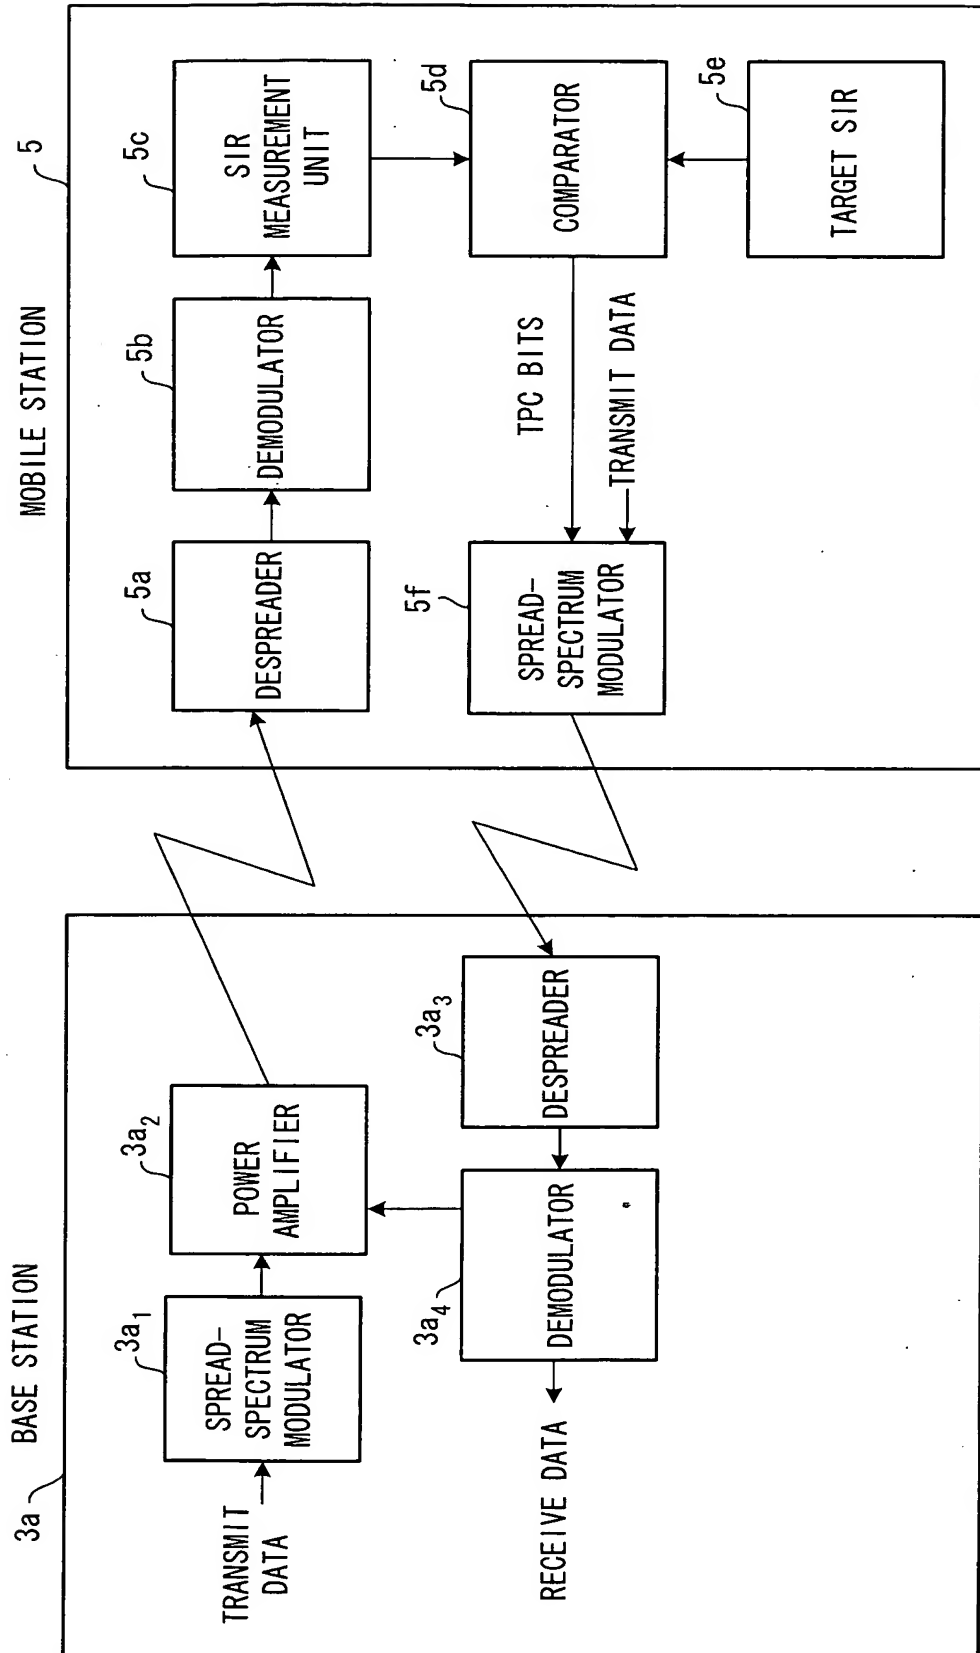 3a
BASE STATION
TRANSMIT
DATA
3a1
SPREAD-
SPECTRUM
MODULATOR
3a2
POWER
AMPLIFIER
RECEIVE DATA
3a4
DEMODULATOR
3a3
DESPREADER
MOBILE STATION
5
5a
DESPREADER
5b
DEMODULATOR
5c
SIR
MEASUREMENT
UNIT
5f
SPREAD-
SPECTRUM
MODULATOR
TPC BITS
TRANSMIT DATA
5d
COMPARATOR
5e
TARGET SIR